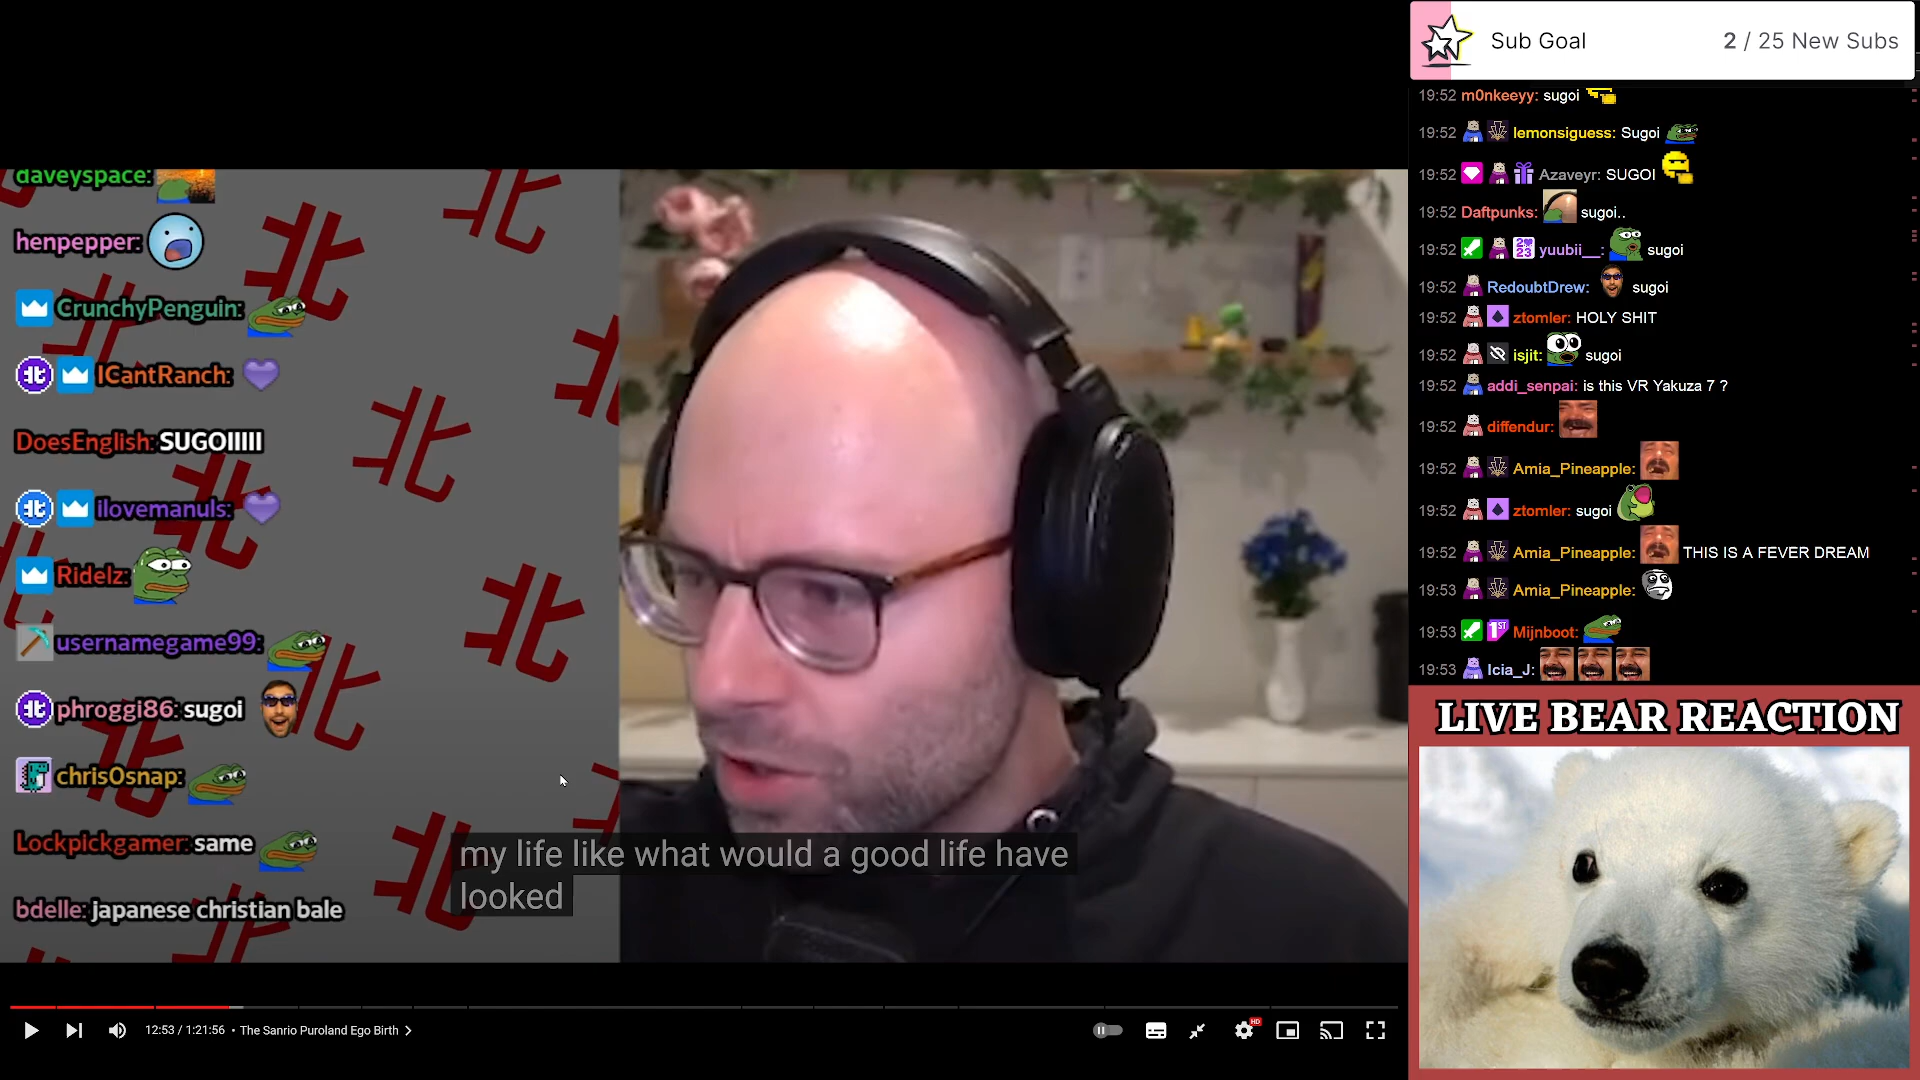 Sub Goal 2 / 25 New Subs
daveyspace:
henpepper:
CrunchyPenguin:
ICantRanch:
DoesEnglish: SUGOIIIII
ilovemanuls:
Ridelz:
usernamegame99:
phroggi86: sugoi
chrisOsnap:
Lockpickgamer: same
bdelle: japanese christian bale
北
my life like what would a good life have
looked
12:53 / 1:21:56 • The Sanrio Puroland Ego Birth
HD
19:52 m0nkeeyy: sugoi
19:52 lemonsiguess: Sugoi
19:52 Azaveyr: SUGOI
19:52 Daftpunks: sugoi..
19:52 yuubii__: sugoi
19:52 RedoubtDrew: sugoi
19:52 ztomler: HOLY SHIT
19:52 isjit: sugoi
19:52 addi_senpai: is this VR Yakuza 7 ?
19:52 diffendur:
19:52 Amia_Pineapple:
19:52 ztomler: sugoi
19:52 Amia_Pineapple: THIS IS A FEVER DREAM
19:53 Amia_Pineapple:
19:53 1ST Mijnboot:
19:53 Icia_J:
LIVE BEAR REACTION